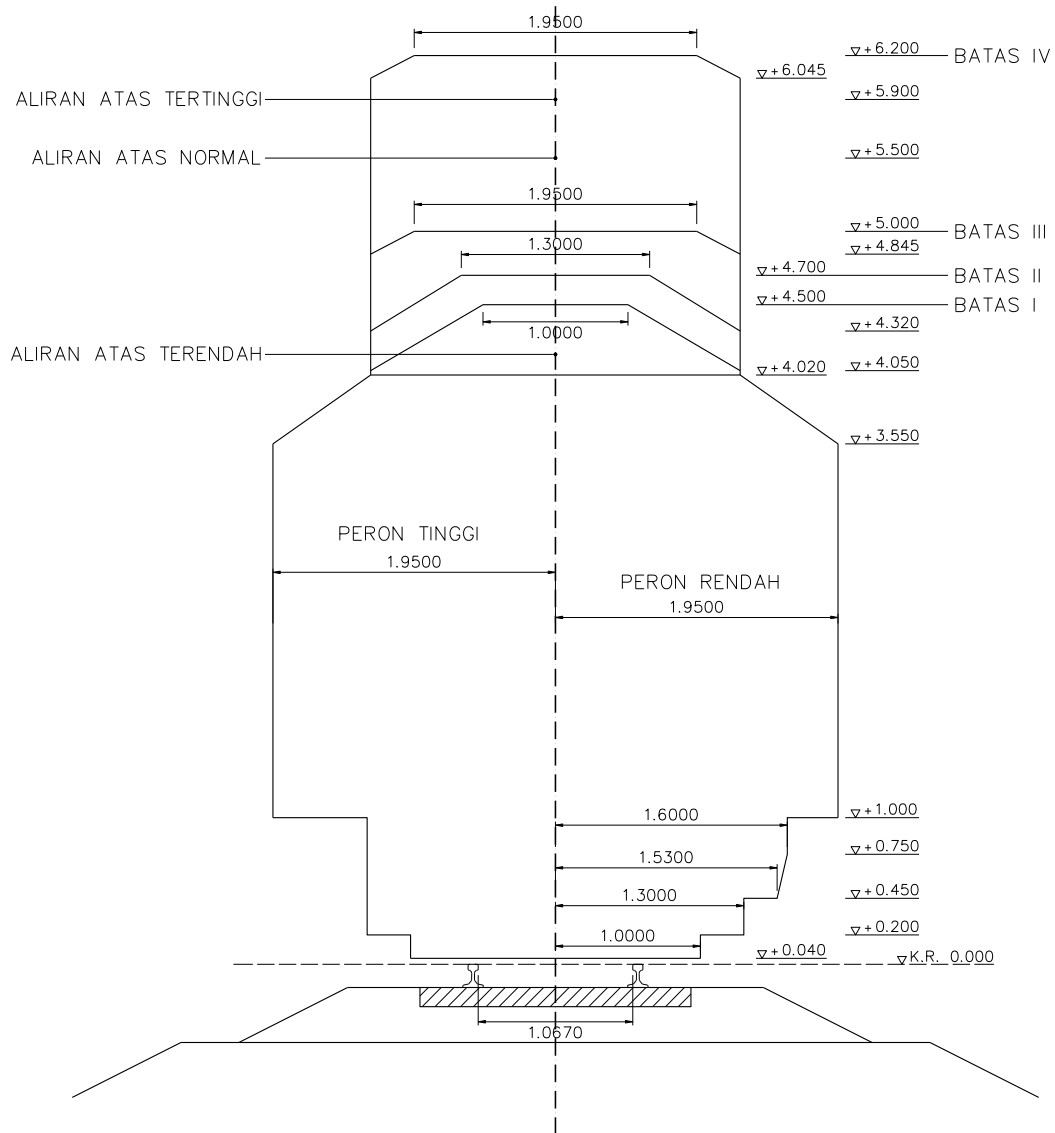 1.9500
+6.200 BATAS IV
+6.045
ALIRAN ATAS TERTINGGI
+5.900
ALIRAN ATAS NORMAL
+5.500
1.9500
+5.000 BATAS III
1.3000
+4.845
+4.700 BATAS II
+4.500 BATAS I
1.0000
+4.320
ALIRAN ATAS TERENDAH
+4.020
+4.050
+3.550
PERON TINGGI
1.9500
PERON RENDAH
1.9500
1.6000
+1.000
+0.750
1.5300
1.3000
+0.450
1.0000
+0.200
+0.040
K.R. 0.000
1.0670